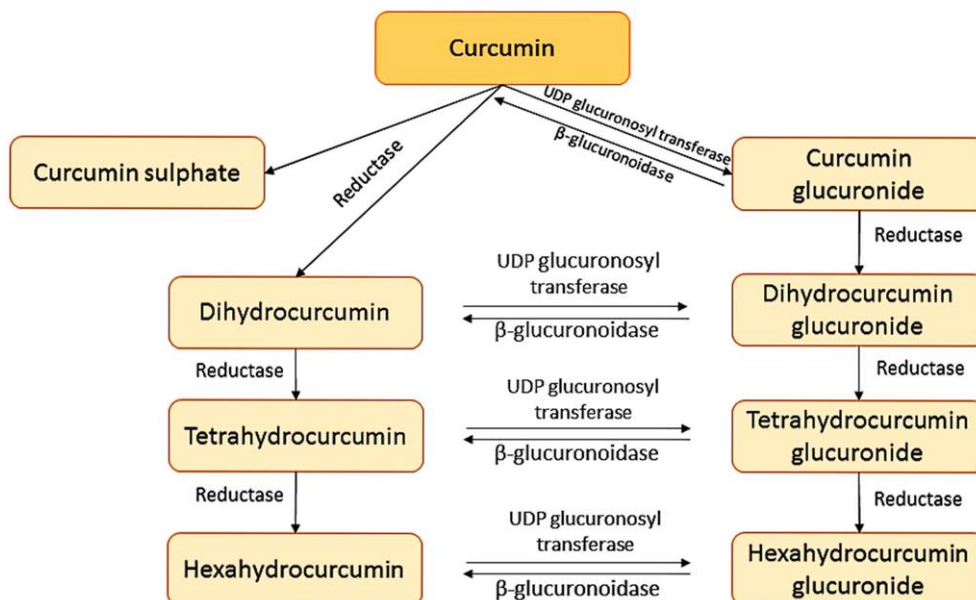 Curcumin
UDP glucuronosyl transferase
β-glucuronoidase
Reductase
Curcumin sulphate
Curcumin
glucuronide
Reductase
UDP glucuronosyl
transferase
β-glucuronoidase
Dihydrocurcumin
Dihydrocurcumin
glucuronide
Reductase
Reductase
UDP glucuronosyl
transferase
β-glucuronoidase
Tetrahydrocurcumin
Tetrahydrocurcumin
glucuronide
Reductase
Reductase
UDP glucuronosyl
transferase
β-glucuronoidase
Hexahydrocurcumin
Hexahydrocurcumin
glucuronide